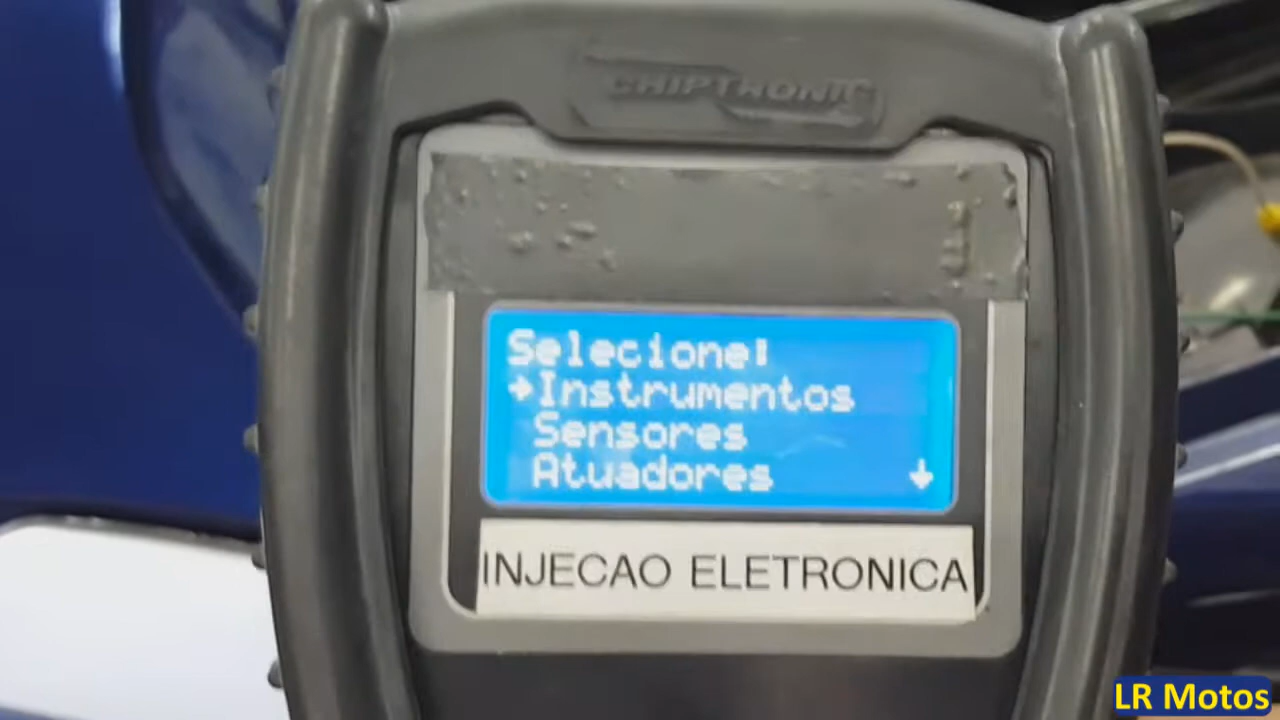 CHIPTRONIC
Selecione:
→Instrumentos
Sensores
Atuadores ↓
INJECAO ELETRONICA
LR Motos